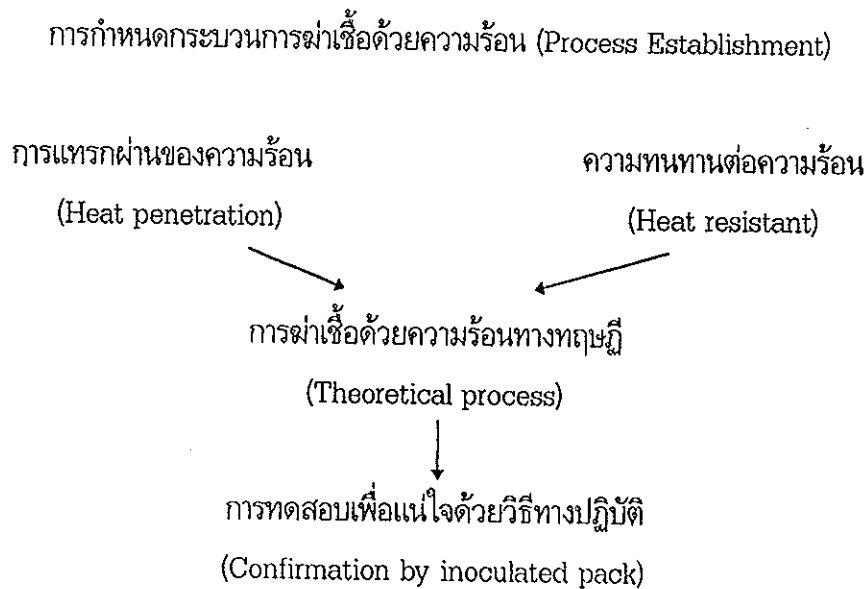 การกำหนดกระบวนการฆ่าเชื้อด้วยความร้อน (Process Establishment)
การแทรกผ่านของความร้อน
(Heat penetration)
ความทนทานต่อความร้อน
(Heat resistant)
การฆ่าเชื้อด้วยความร้อนทางทฤษฎี
(Theoretical process)
การทดสอบเพื่อแน่ใจด้วยวิธีทางปฏิบัติ
(Confirmation by inoculated pack)